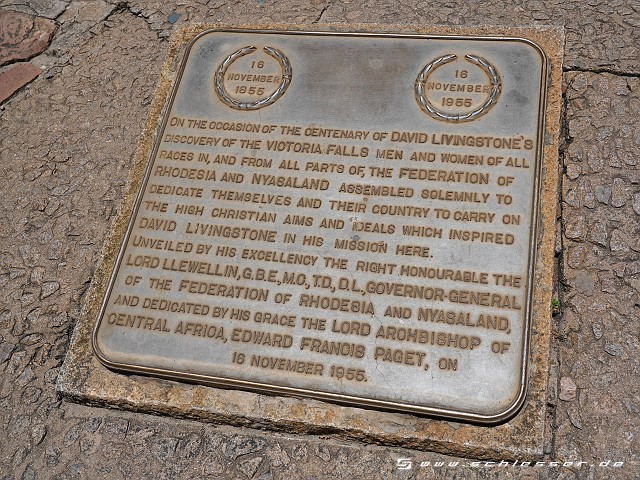 16
NOVEMBER
1855
16
NOVEMBER
1955
ON THE OCCASION OF THE CENTENARY OF DAVID LIVINGSTONE'S
DISCOVERY OF THE VICTORIA FALLS MEN AND WOMEN OF ALL
RACES IN, AND FROM ALL PARTS OF, THE FEDERATION OF
RHODESIA AND NYASALAND ASSEMBLED SOLEMNLY TO
DEDICATE THEMSELVES AND THEIR COUNTRY TO CARRY ON
THE HIGH CHRISTIAN AIMS AND IDEALS WHICH INSPIRED
DAVID LIVINGSTONE IN HIS MISSION HERE.
UNVEILED BY HIS EXCELLENCY THE RIGHT HONOURABLE THE
LORD LLEWELLIN, G.B.E., M.O., T.D., D.L., GOVERNOR-GENERAL
OF THE FEDERATION OF RHODESIA AND NYASALAND,
AND DEDICATED BY HIS GRACE THE LORD ARCHBISHOP OF
CENTRAL AFRICA, EDWARD FRANCIS PAGET, ON
16 NOVEMBER 1955.
www.schlosser.de